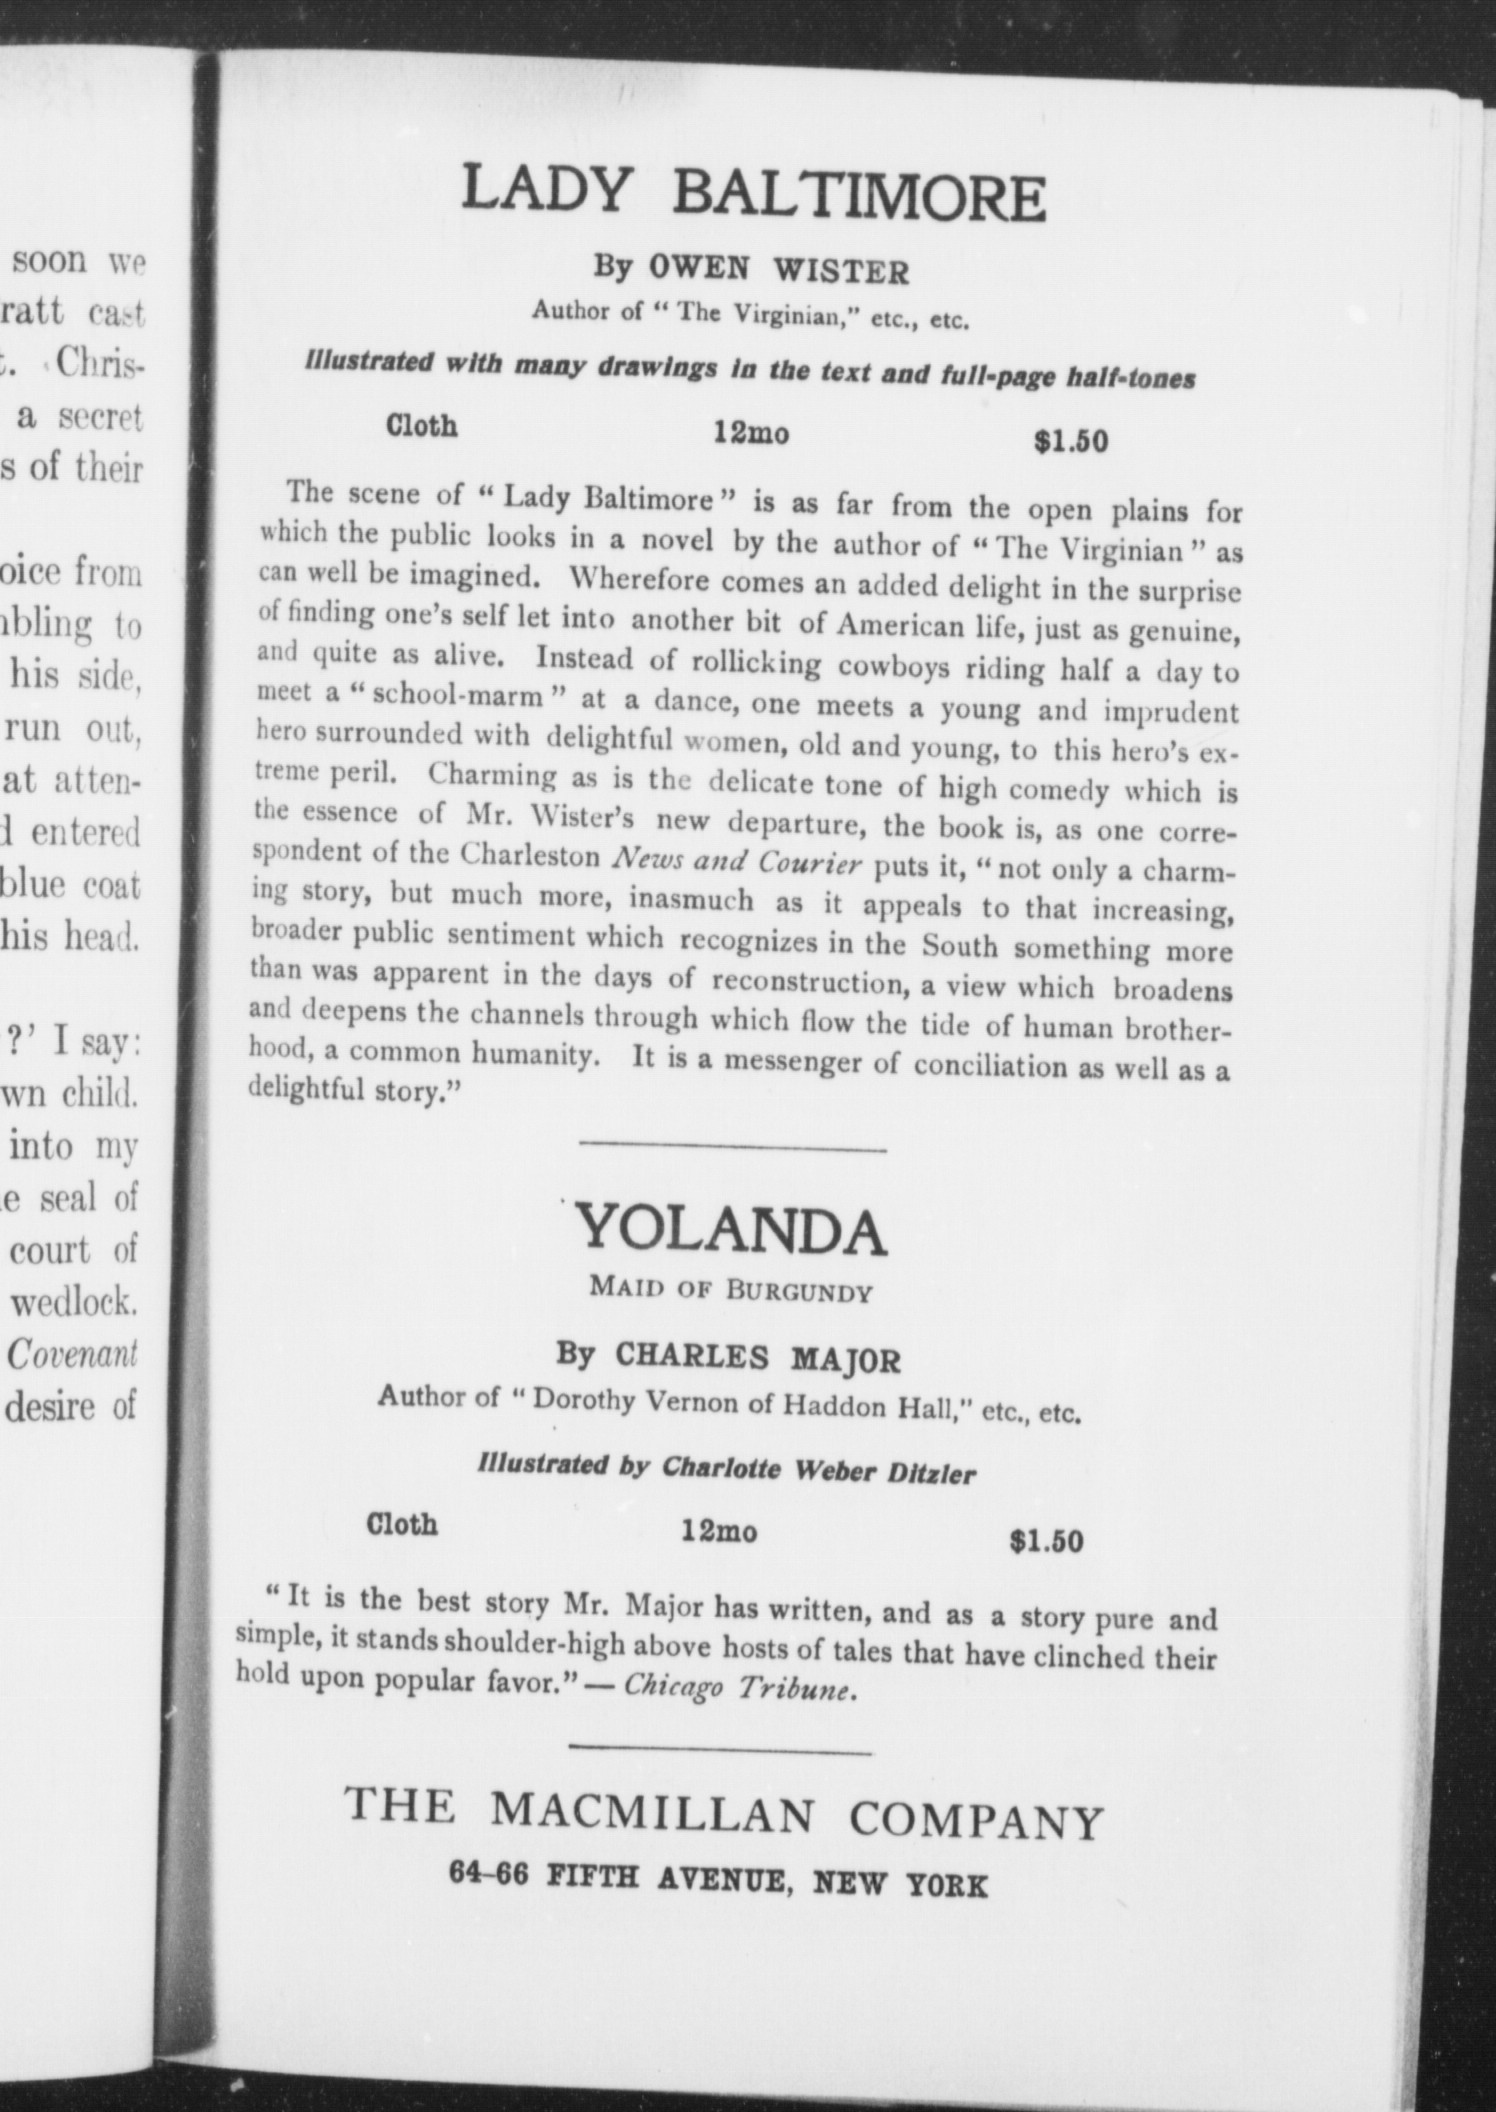 soon we
ratt cast
Chris-
a secret
s of their
oice from
to
his side,
run out,
at atten-
entered
blue coat
his head.
?' I say:
wn child.
into my
e seal of
court of
wedlock.
Covenant
desire of
LADY BALTIMORE
By OWEN WISTER
Author of “ The Virginian,” etc., etc.
Illustrated with many drawings in the text and full-page half-tones
Cloth 12mo $1.50
The scene of “ Lady Baltimore ” is as far from the open plains for
which the public looks in a novel by the author of “ The Virginian ” as
can well be imagined. Wherefore comes an added delight in the surprise
of finding one’s self let into another bit of American life, just as genuine,
and quite as alive. Instead of rollicking cowboys riding half a day to
meet a “ school-marm ” at a dance, one meets a young and imprudent
hero surrounded with delightful women, old and young, to this hero’s ex-
treme peril. Charming as is the delicate tone of high comedy which is
the essence of Mr. Wister’s new departure, the book is, as one corre-
spondent of the Charleston News and Courier puts it, “ not only a charm-
ing story, but much more, inasmuch as it appeals to that increasing,
broader public sentiment which recognizes in the South something more
than was apparent in the days of reconstruction, a view which broadens
and deepens the channels through which flow the tide of human brother-
hood, a common humanity. It is a messenger of conciliation as well as a
delightful story.”
YOLANDA
MAID OF BURGUNDY
By CHARLES MAJOR
Author of “ Dorothy Vernon of Haddon Hall,” etc., etc.
Illustrated by Charlotte Weber Ditzler
Cloth 12mo $1.50
“ It is the best story Mr. Major has written, and as a story pure and
simple, it stands shoulder-high above hosts of tales that have clinched their
hold upon popular favor.” — Chicago Tribune.
THE MACMILLAN COMPANY
64-66 FIFTH AVENUE, NEW YORK